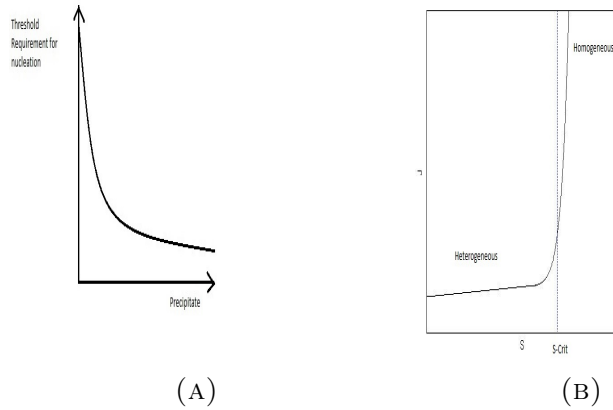 Threshold
Requirement for
nucleation
Precipitate
(A)
Homogeneous
J
Heterogeneous
S
S-Crit
(B)